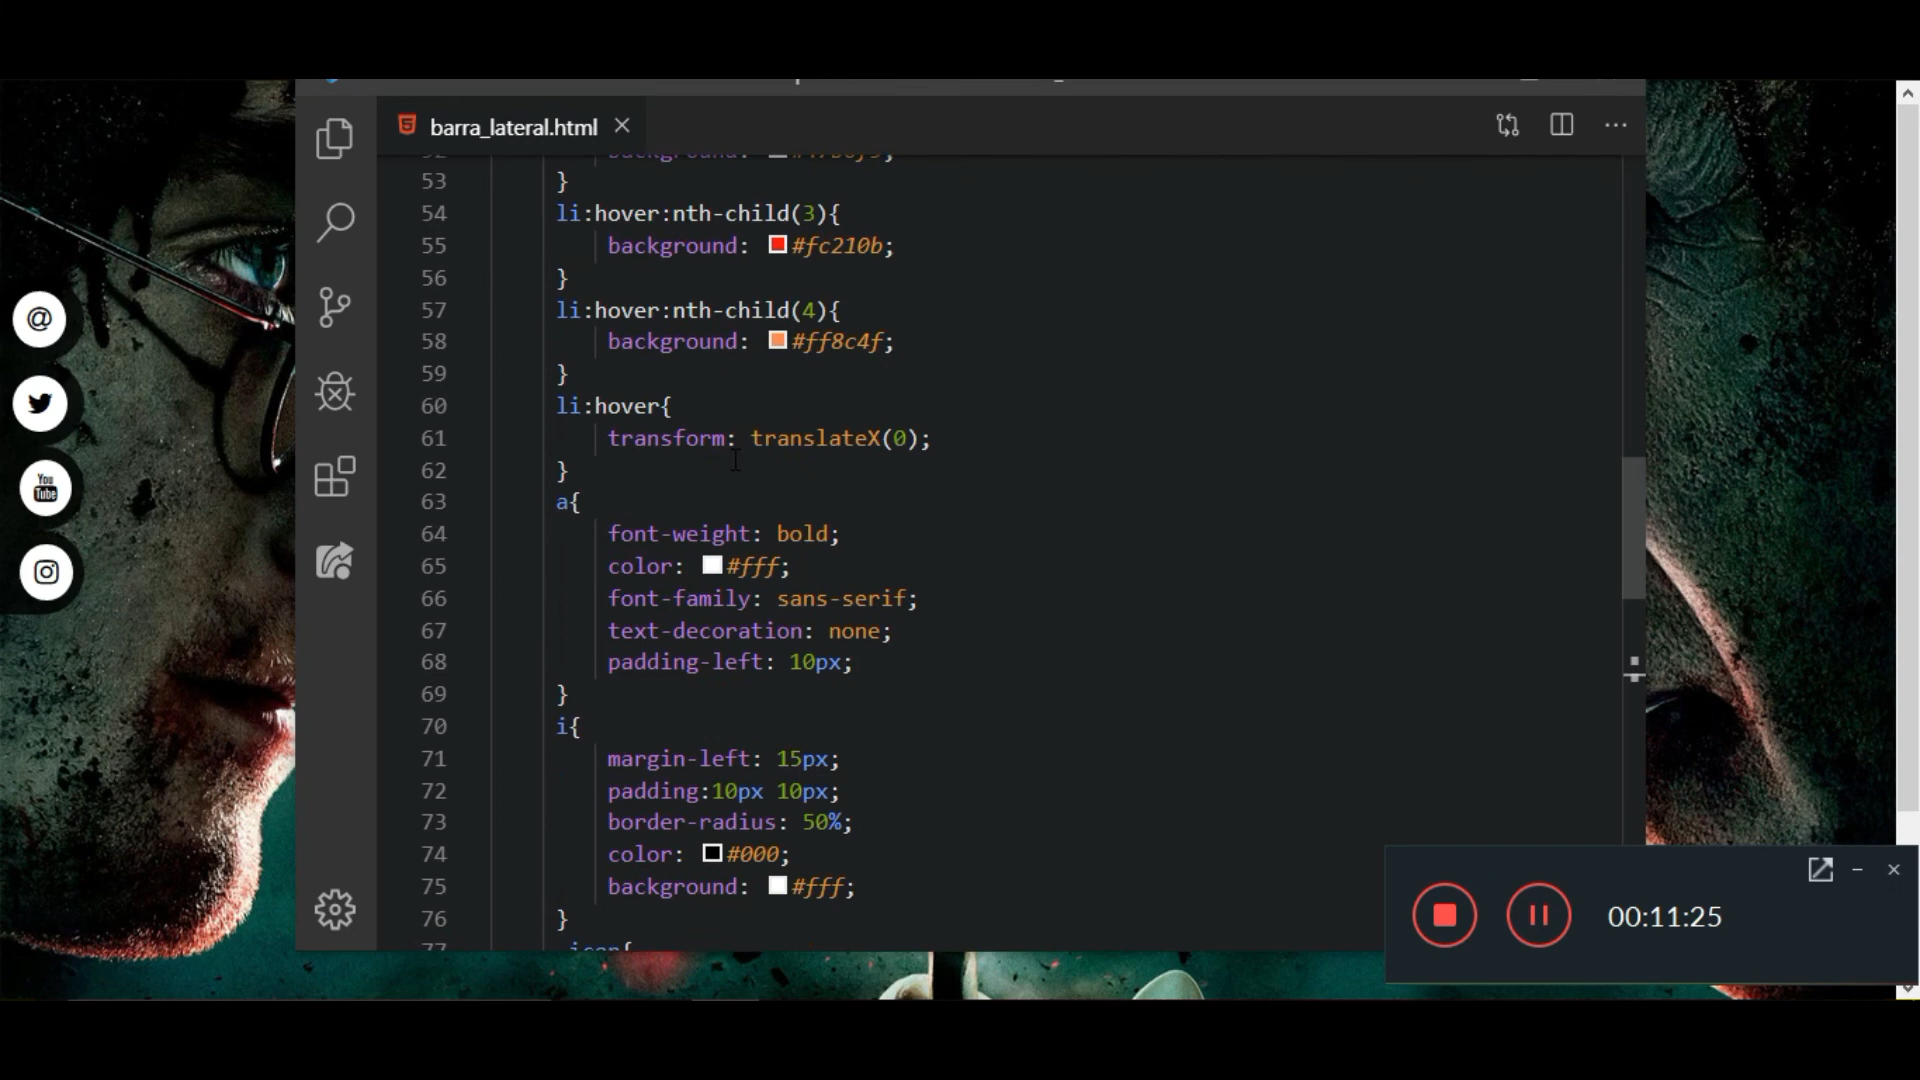 barra_lateral.html
53 }
54 li:hover:nth-child(3){
55 background: #fc210b;
56 }
57 li:hover:nth-child(4){
58 background: #ff8c4f;
59 }
60 li:hover{
61 transform: translateX(0);
62 }
63 a{
64 font-weight: bold;
65 color: #fff;
66 font-family: sans-serif;
67 text-decoration: none;
68 padding-left: 10px;
69 }
70 i{
71 margin-left: 15px;
72 padding:10px 10px;
73 border-radius: 50%;
74 color: #000;
75 background: #fff;
76 }
@
You
Tube
00:11:25